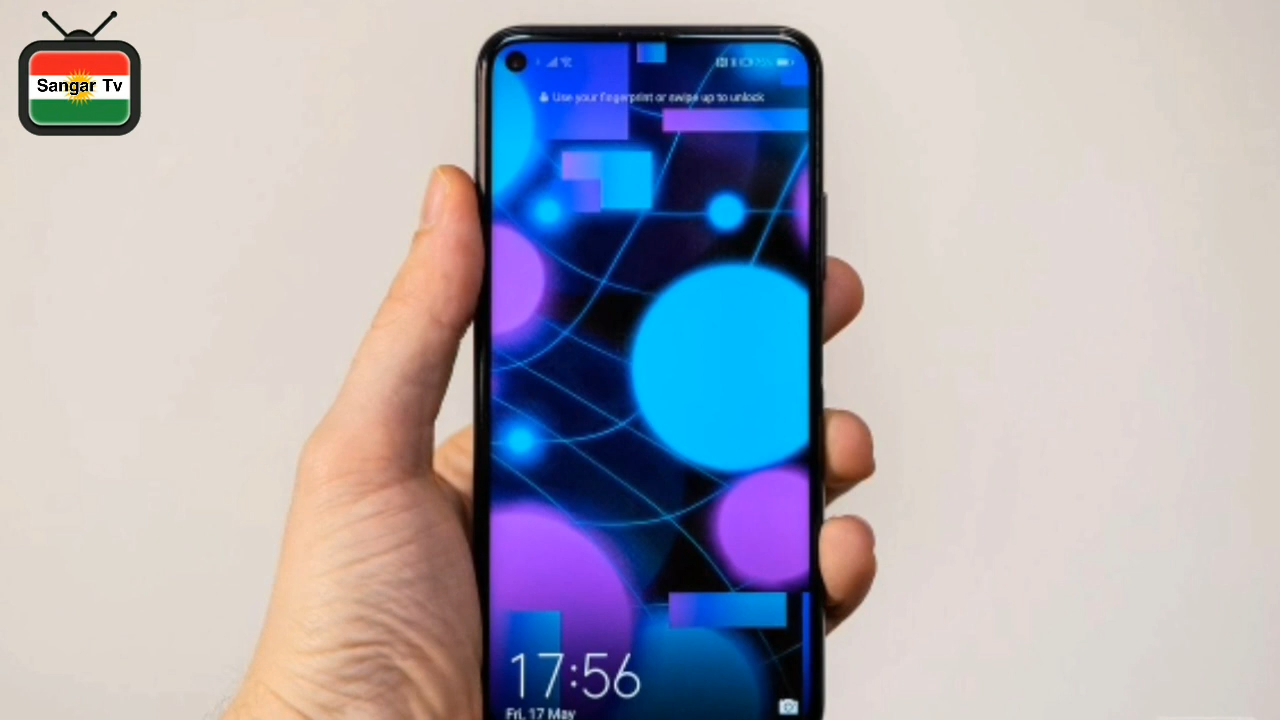 Sangar Tv
Use your fingerprint or swipe up to unlock
17:56
Fri, 17 May